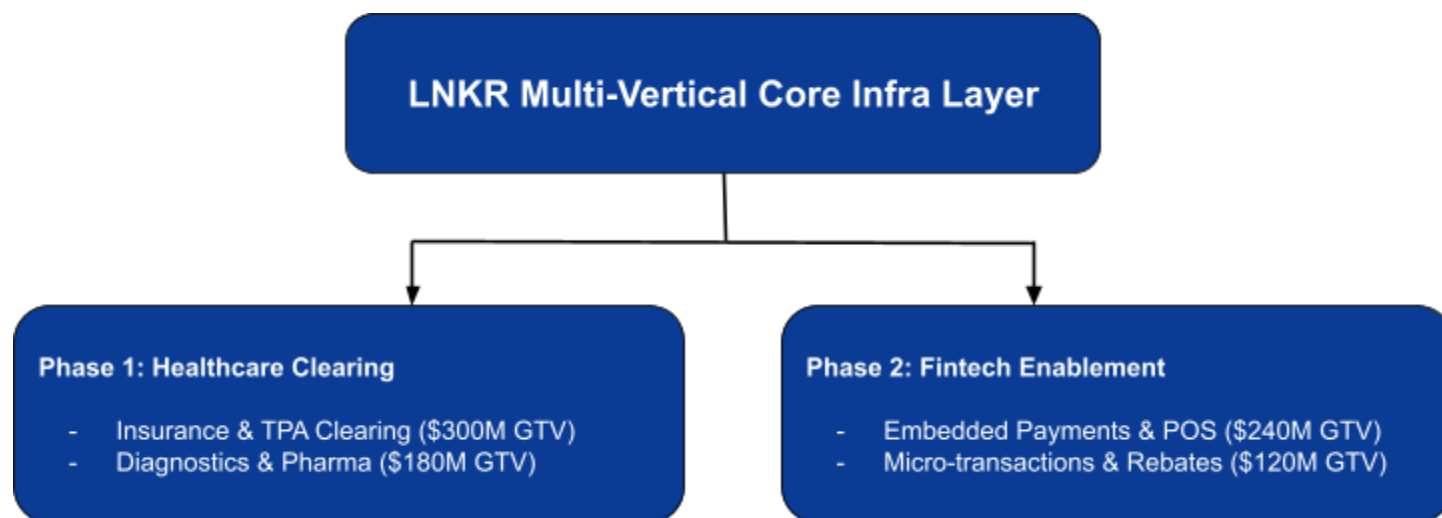 LNKR Multi-Vertical Core Infra Layer
Phase 1: Healthcare Clearing
- Insurance & TPA Clearing ($300M GTV)
- Diagnostics & Pharma ($180M GTV)
Phase 2: Fintech Enablement
- Embedded Payments & POS ($240M GTV)
- Micro-transactions & Rebates ($120M GTV)